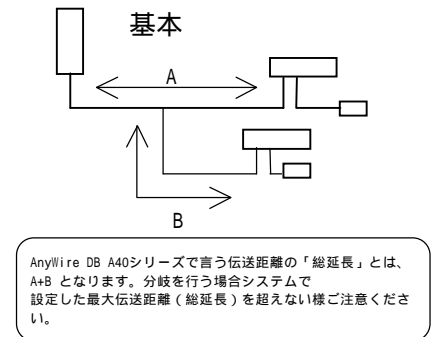 基本
A
B
AnyWire DB A40シリーズで言う伝送距離の「総延長」とは、
A+B となります。分岐を行う場合システムで
設定した最大伝送距離（総延長）を超えない様ご注意くださ
い。